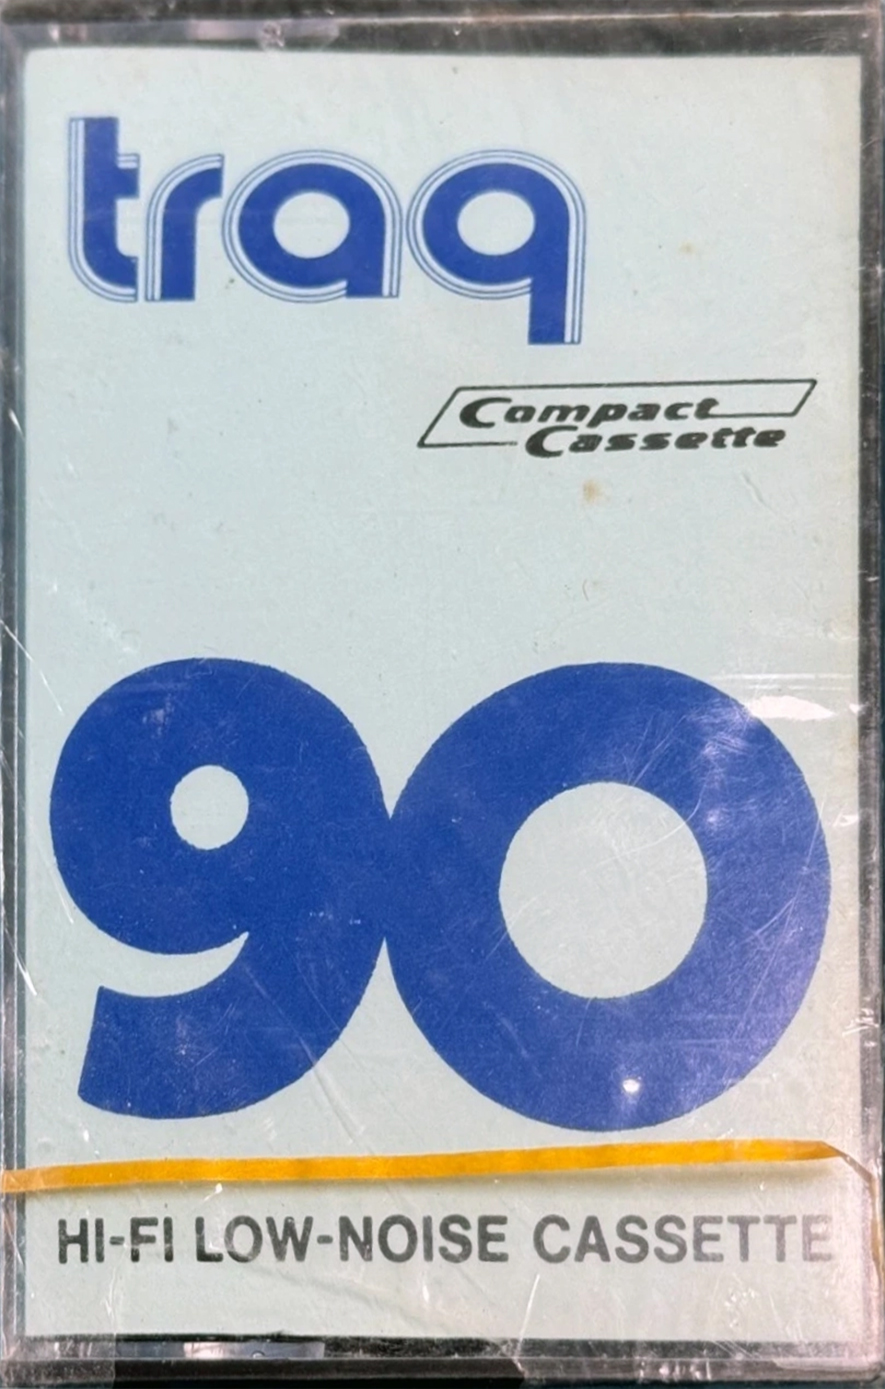 traq
Compact
Cassette
90
HI-FI LOW-NOISE CASSETTE